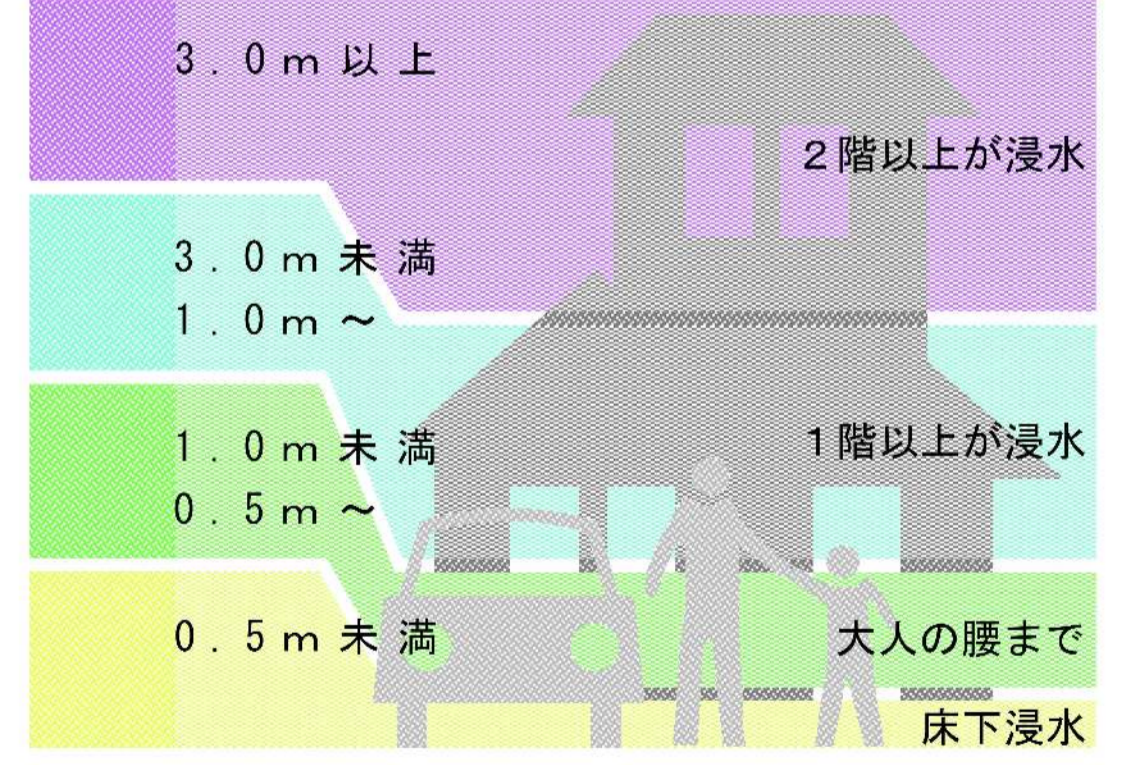 3.0m以上
2階以上が浸水
3.0m未満
1.0m～
1階以上が浸水
1.0m未満
0.5m～
大人の腰まで
0.5m未満
床下浸水